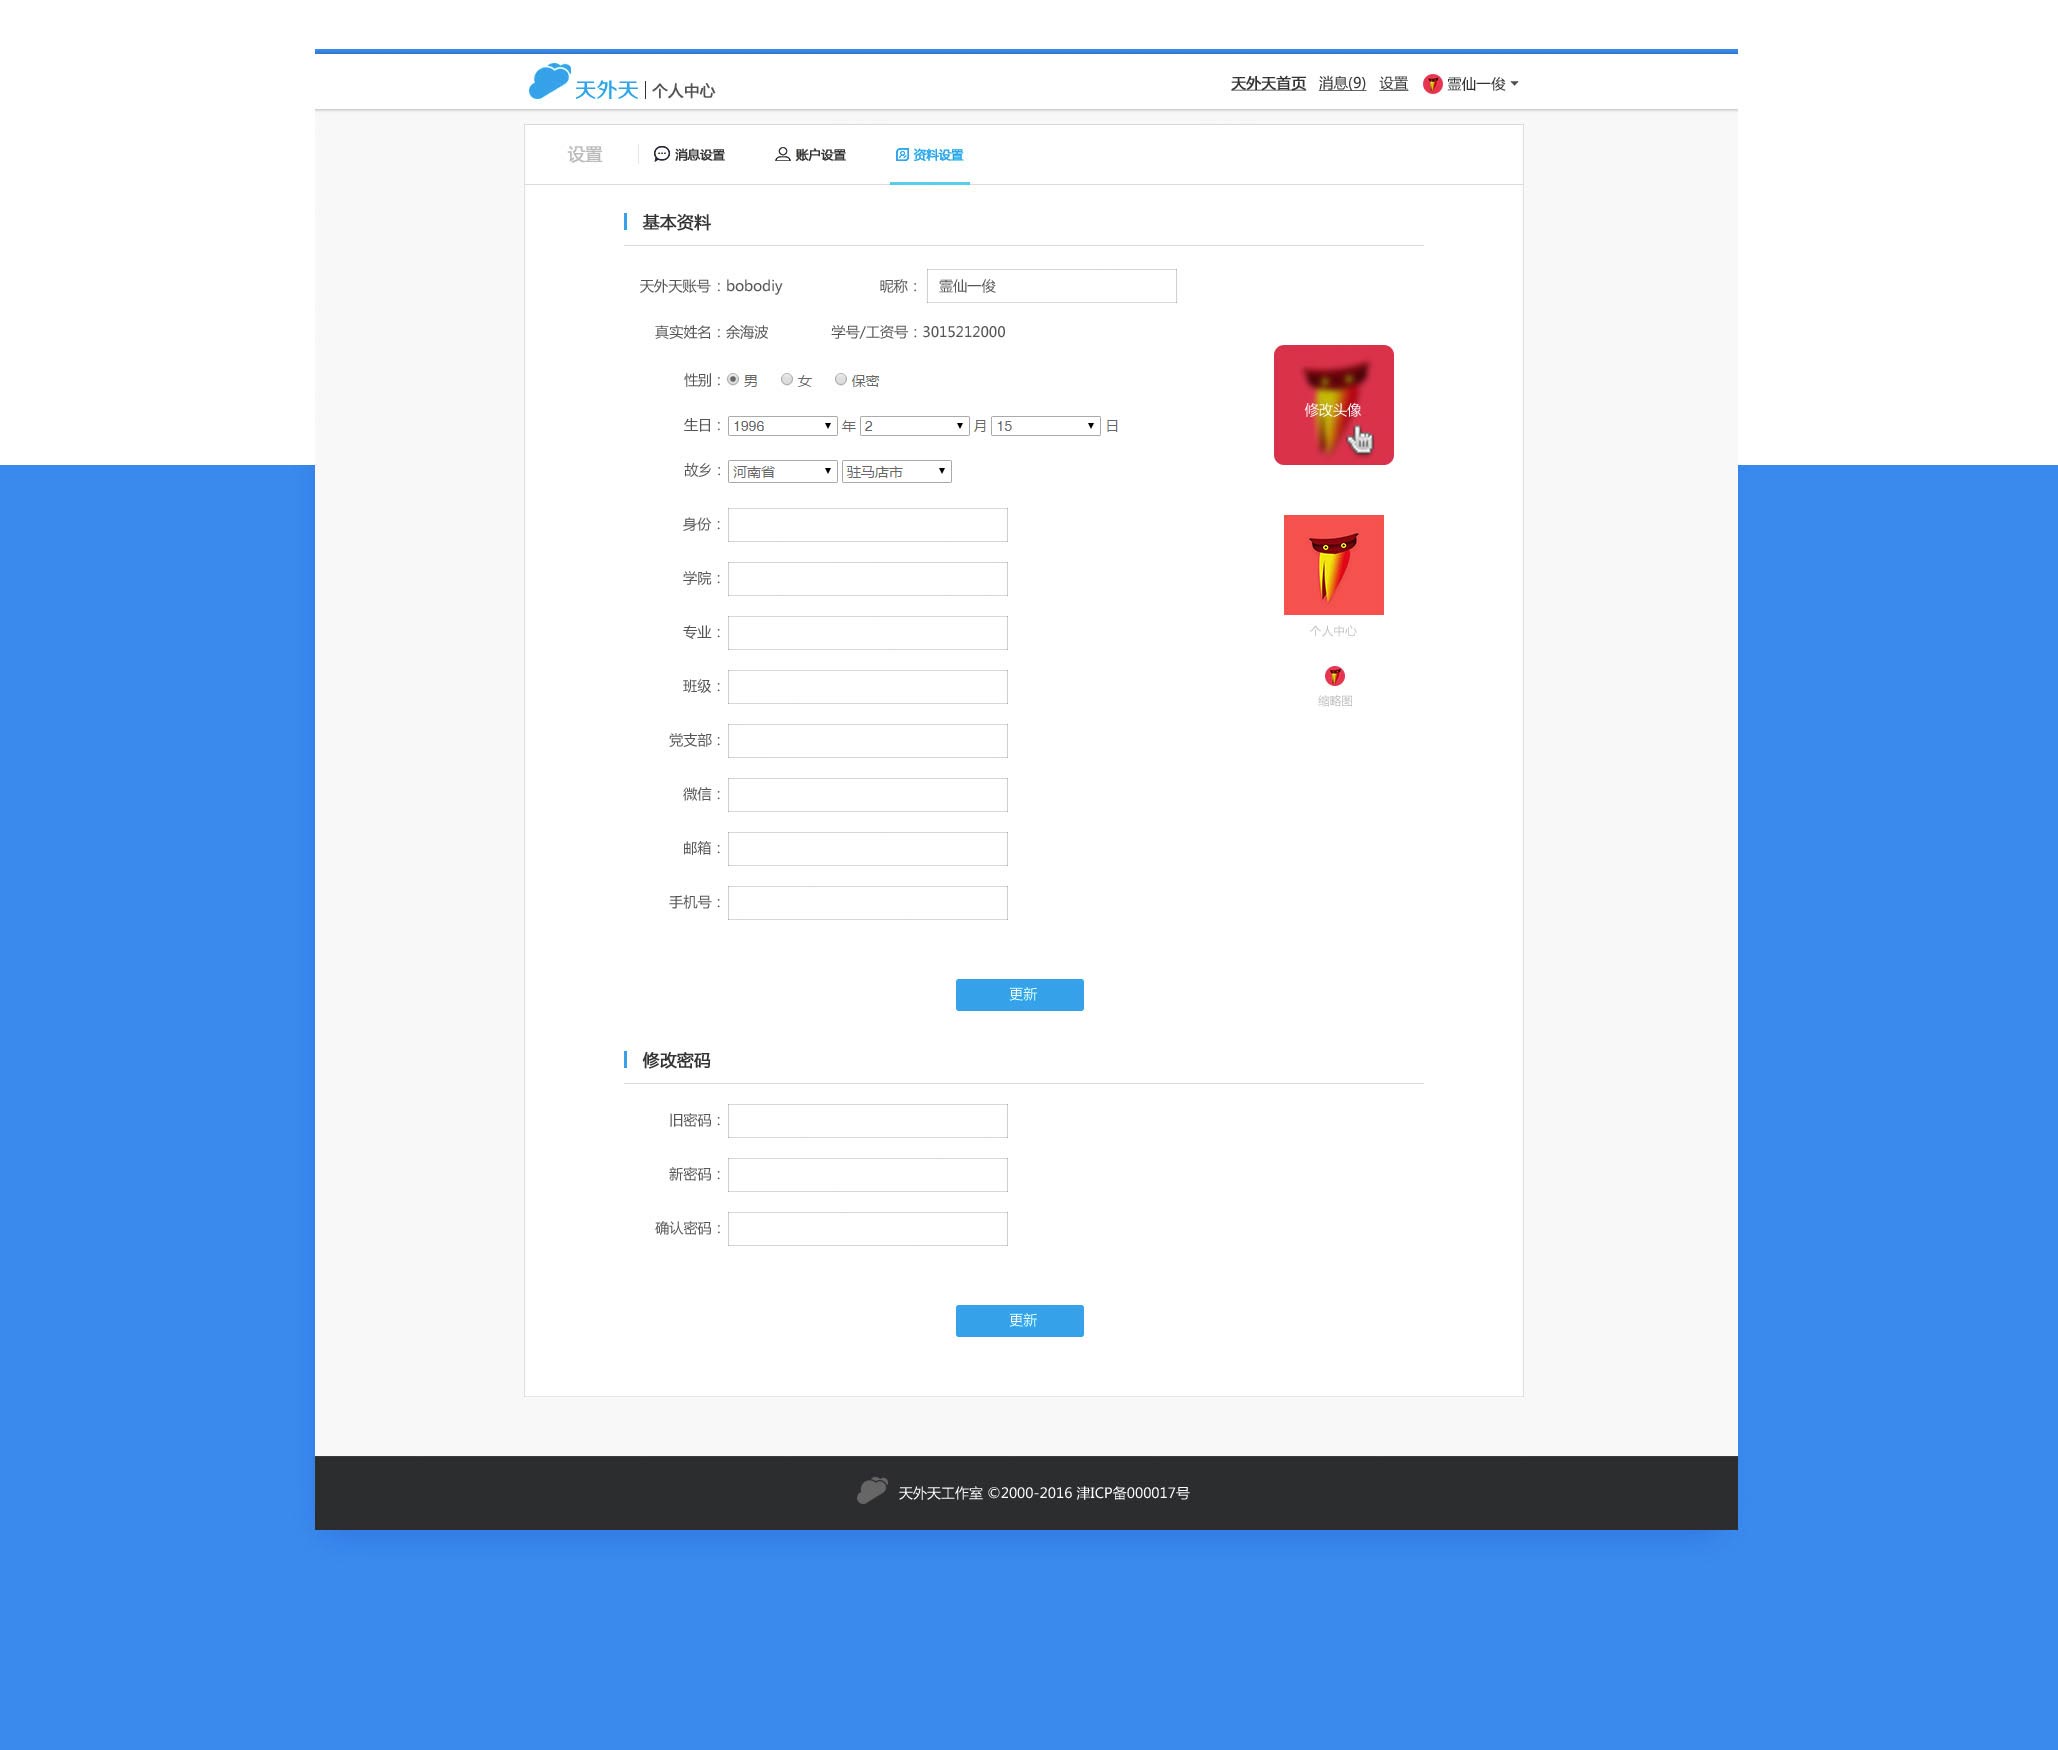 天外天 | 个人中心
天外天首页 消息(9) 设置 霊仙一俊
设置 消息设置 账户设置 资料设置
基本资料
天外天账号：bobodiy 昵称：霊仙一俊
真实姓名：余海波 学号/工资号：3015212000
性别：男 女 保密
修改头像
生日：1996 年 2 月 15 日
故乡：河南省 驻马店市
身份：
学院：
专业：
个人中心
班级：
缩略图
党支部：
微信：
邮箱：
手机号：
更新
修改密码
旧密码：
新密码：
确认密码：
更新
天外天工作室 ©2000-2016 津ICP备000017号